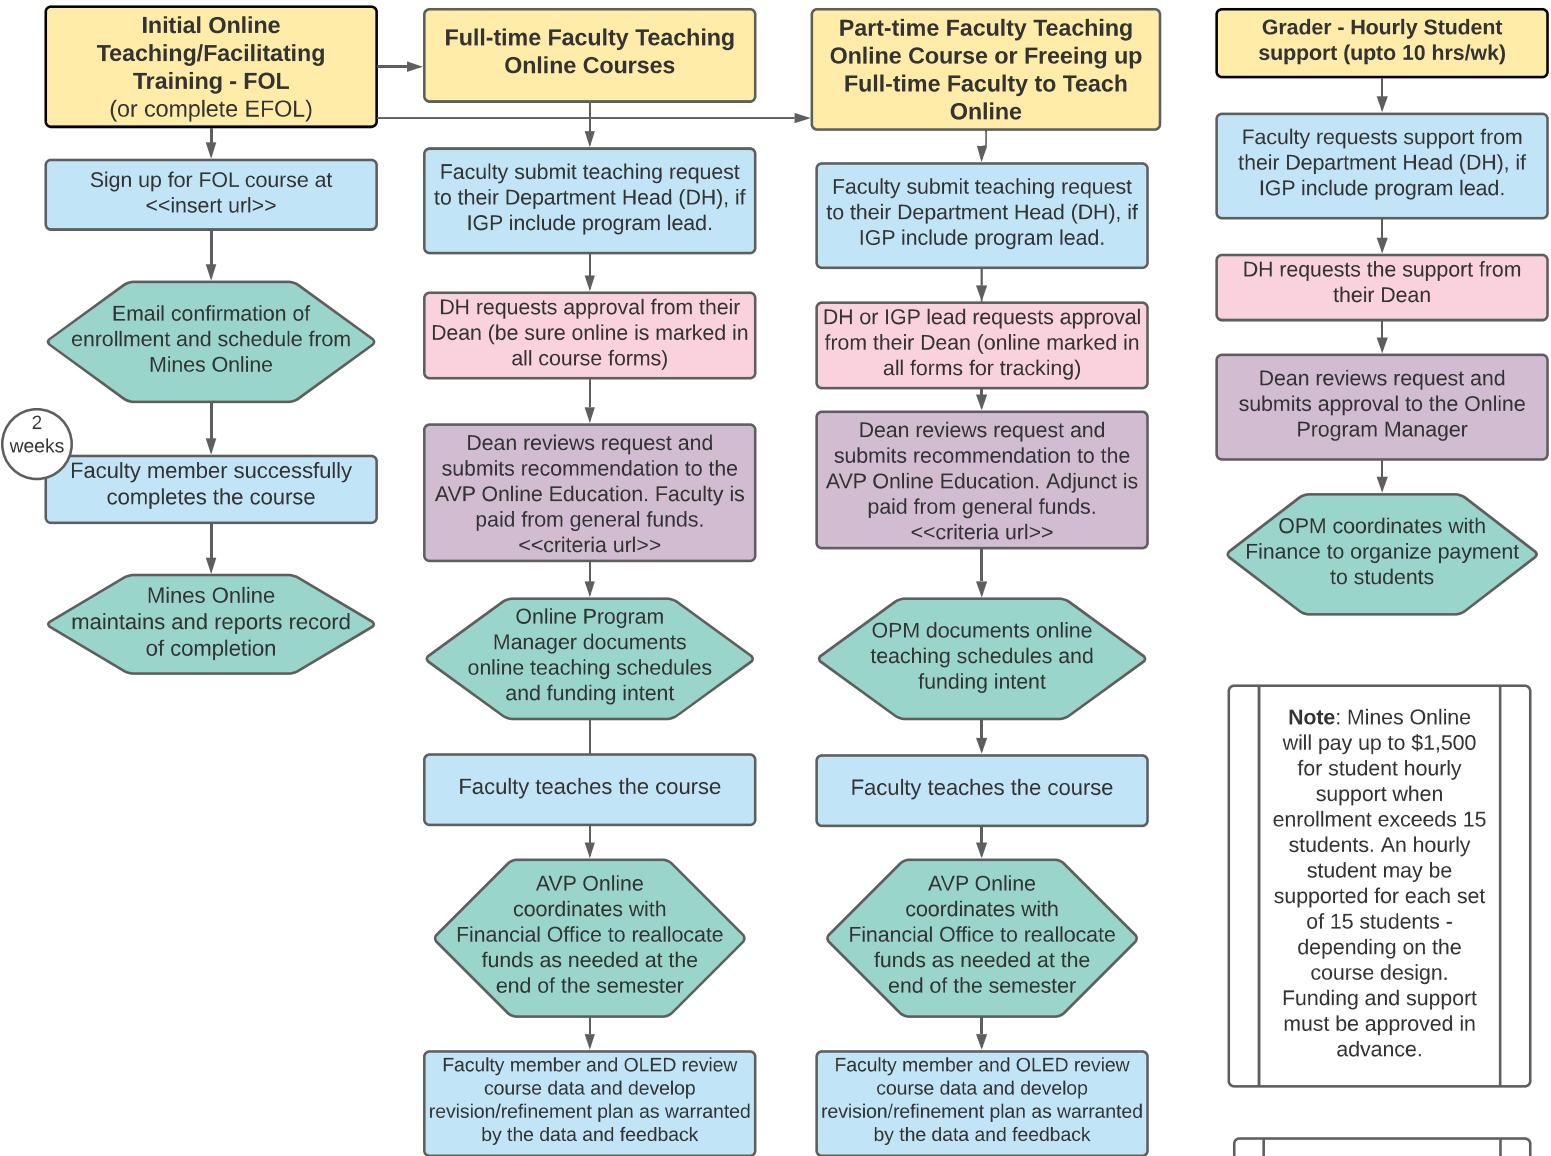 Initial Online
Teaching/Facilitating
Training - FOL
(or complete EFOL)
Sign up for FOL course at
<<insert url>>
Email confirmation of
enrollment and schedule from
Mines Online
2
weeks
Faculty member successfully
completes the course
Mines Online
maintains and reports record
of completion
Full-time Faculty Teaching
Online Courses
Faculty submit teaching request
to their Department Head (DH), if
IGP include program lead.
DH requests approval from their
Dean (be sure online is marked in
all course forms)
Dean reviews request and
submits recommendation to the
AVP Online Education. Faculty is
paid from general funds.
<<criteria url>>
Online Program
Manager documents
online teaching schedules
and funding intent
Faculty teaches the course
AVP Online
coordinates with
Financial Office to reallocate
funds as needed at the
end of the semester
Faculty member and OLED review
course data and develop
revision/refinement plan as warranted
by the data and feedback
Part-time Faculty Teaching
Online Course or Freeing up
Full-time Faculty to Teach
Online
Faculty submit teaching request
to their Department Head (DH), if
IGP include program lead.
DH or IGP lead requests approval
from their Dean (online marked in
all forms for tracking)
Dean reviews request and
submits recommendation to the
AVP Online Education. Adjunct is
paid from general funds.
<<criteria url>>
OPM documents online
teaching schedules and
funding intent
Faculty teaches the course
AVP Online
coordinates with
Financial Office to reallocate
funds as needed at the
end of the semester
Faculty member and OLED review
course data and develop
revision/refinement plan as warranted
by the data and feedback
Grader - Hourly Student
support (upto 10 hrs/wk)
Faculty requests support from
their Department Head (DH), if
IGP include program lead.
DH requests the support from
their Dean
Dean reviews request and
submits approval to the Online
Program Manager
OPM coordinates with
Finance to organize payment
to students
Note: Mines Online
will pay up to $1,500
for student hourly
support when
enrollment exceeds 15
students. An hourly
student may be
supported for each set
of 15 students -
depending on the
course design.
Funding and support
must be approved in
advance.